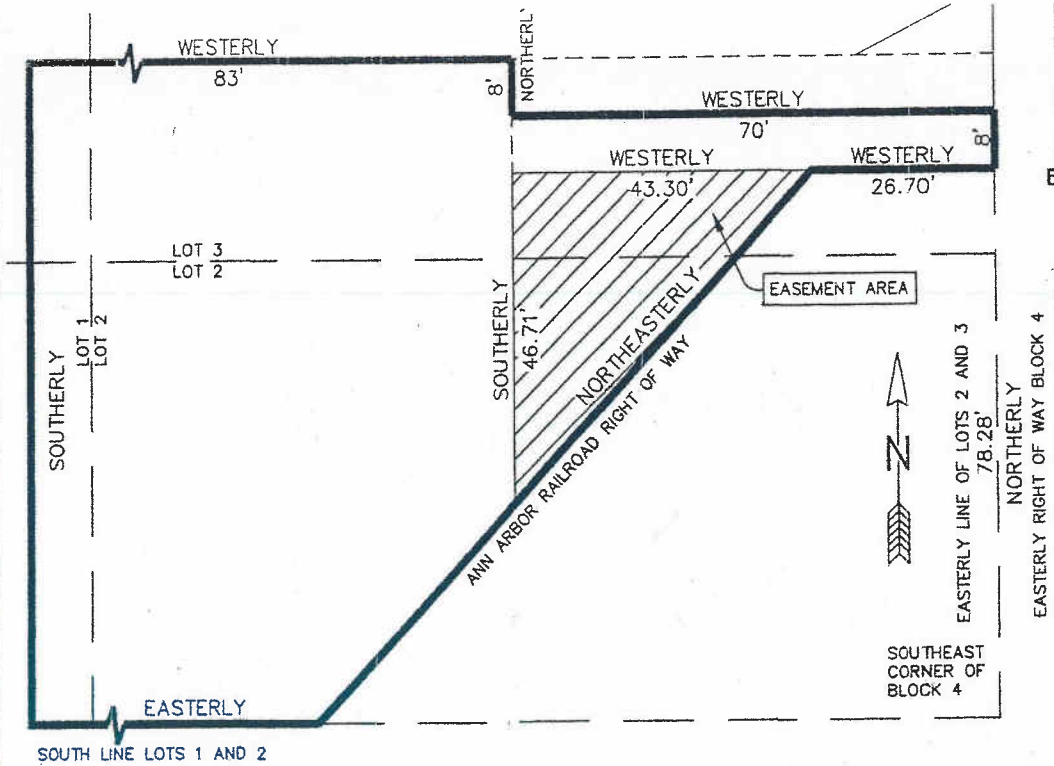 WESTERLY
83'
8'
NORTHERL
WESTERLY
70'
8'
WESTERLY
43.30'
WESTERLY
26.70'
LOT 3
LOT 2
EASEMENT AREA
LOT 1
LOT 2
SOUTHERLY
SOUTHERLY
46.71'
NORTHEASTERLY
ANN ARBOR RAILROAD RIGHT OF WAY
N
EASTERLY LINE OF LOTS 2 AND 3
78.28'
NORTHERLY
EASTERLY RIGHT OF WAY BLOCK 4
SOUTHEAST
CORNER OF
BLOCK 4
EASTERLY
SOUTH LINE LOTS 1 AND 2